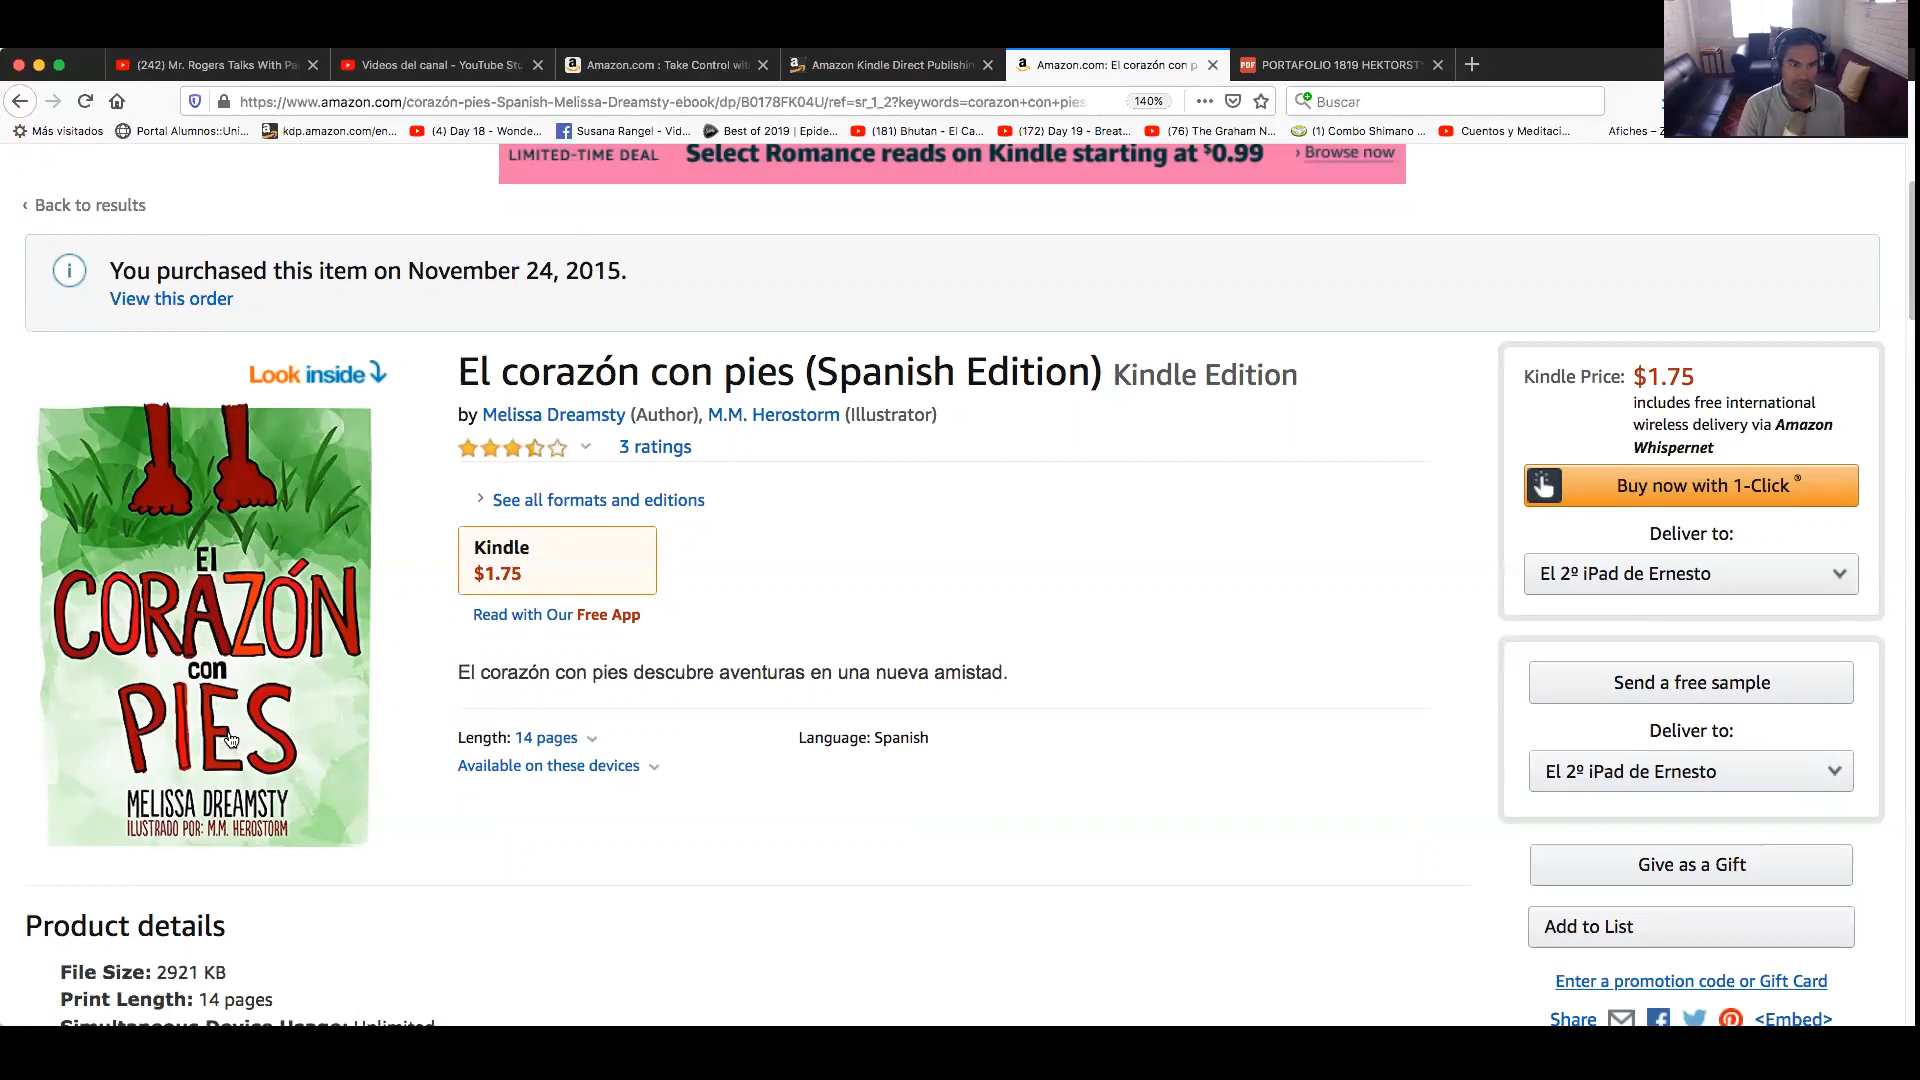 (242) Mr. Rogers Talks With Pa
Videos del canal - YouTube Stu
Amazon.com : Take Control wit
Amazon Kindle Direct Publishin
Amazon.com: El corazón con p
PDF PORTAFOLIO 1819 HEKTORST
https://www.amazon.com/corazón-pies-Spanish-Melissa-Dreamsty-ebook/dp/B0178FK04U/ref=sr_1_2?keywords=corazon+con+pies
140%
Buscar
Más visitados
Portal Alumnos::Uni...
kdp.amazon.com/en...
(4) Day 18 - Wonde...
Susana Rangel - Vid...
Best of 2019 | Epide...
(181) Bhutan - El Ca...
(172) Day 19 - Breat...
(76) The Graham N...
(1) Combo Shimano ...
Cuentos y Meditaci...
Afiches – Z
LIMITED-TIME DEAL Select Romance reads on Kindle starting at $0.99 › Browse now
‹ Back to results
You purchased this item on November 24, 2015.
View this order
Look inside
EL
CORAZÓN
con
PIES
MELISSA DREAMSTY
ILUSTRADO POR: M.M. HEROSTORM
El corazón con pies (Spanish Edition) Kindle Edition
by Melissa Dreamsty (Author), M.M. Herostorm (Illustrator)
3 ratings
See all formats and editions
Kindle
$1.75
Read with Our Free App
El corazón con pies descubre aventuras en una nueva amistad.
Length: 14 pages
Language: Spanish
Available on these devices
Kindle Price: $1.75
includes free international
wireless delivery via Amazon
Whispernet
Buy now with 1-Click ®
Deliver to:
El 2º iPad de Ernesto
Send a free sample
Deliver to:
El 2º iPad de Ernesto
Give as a Gift
Add to List
Enter a promotion code or Gift Card
Share <Embed>
Product details
File Size: 2921 KB
Print Length: 14 pages
Simultaneous Device Usage: Unlimited